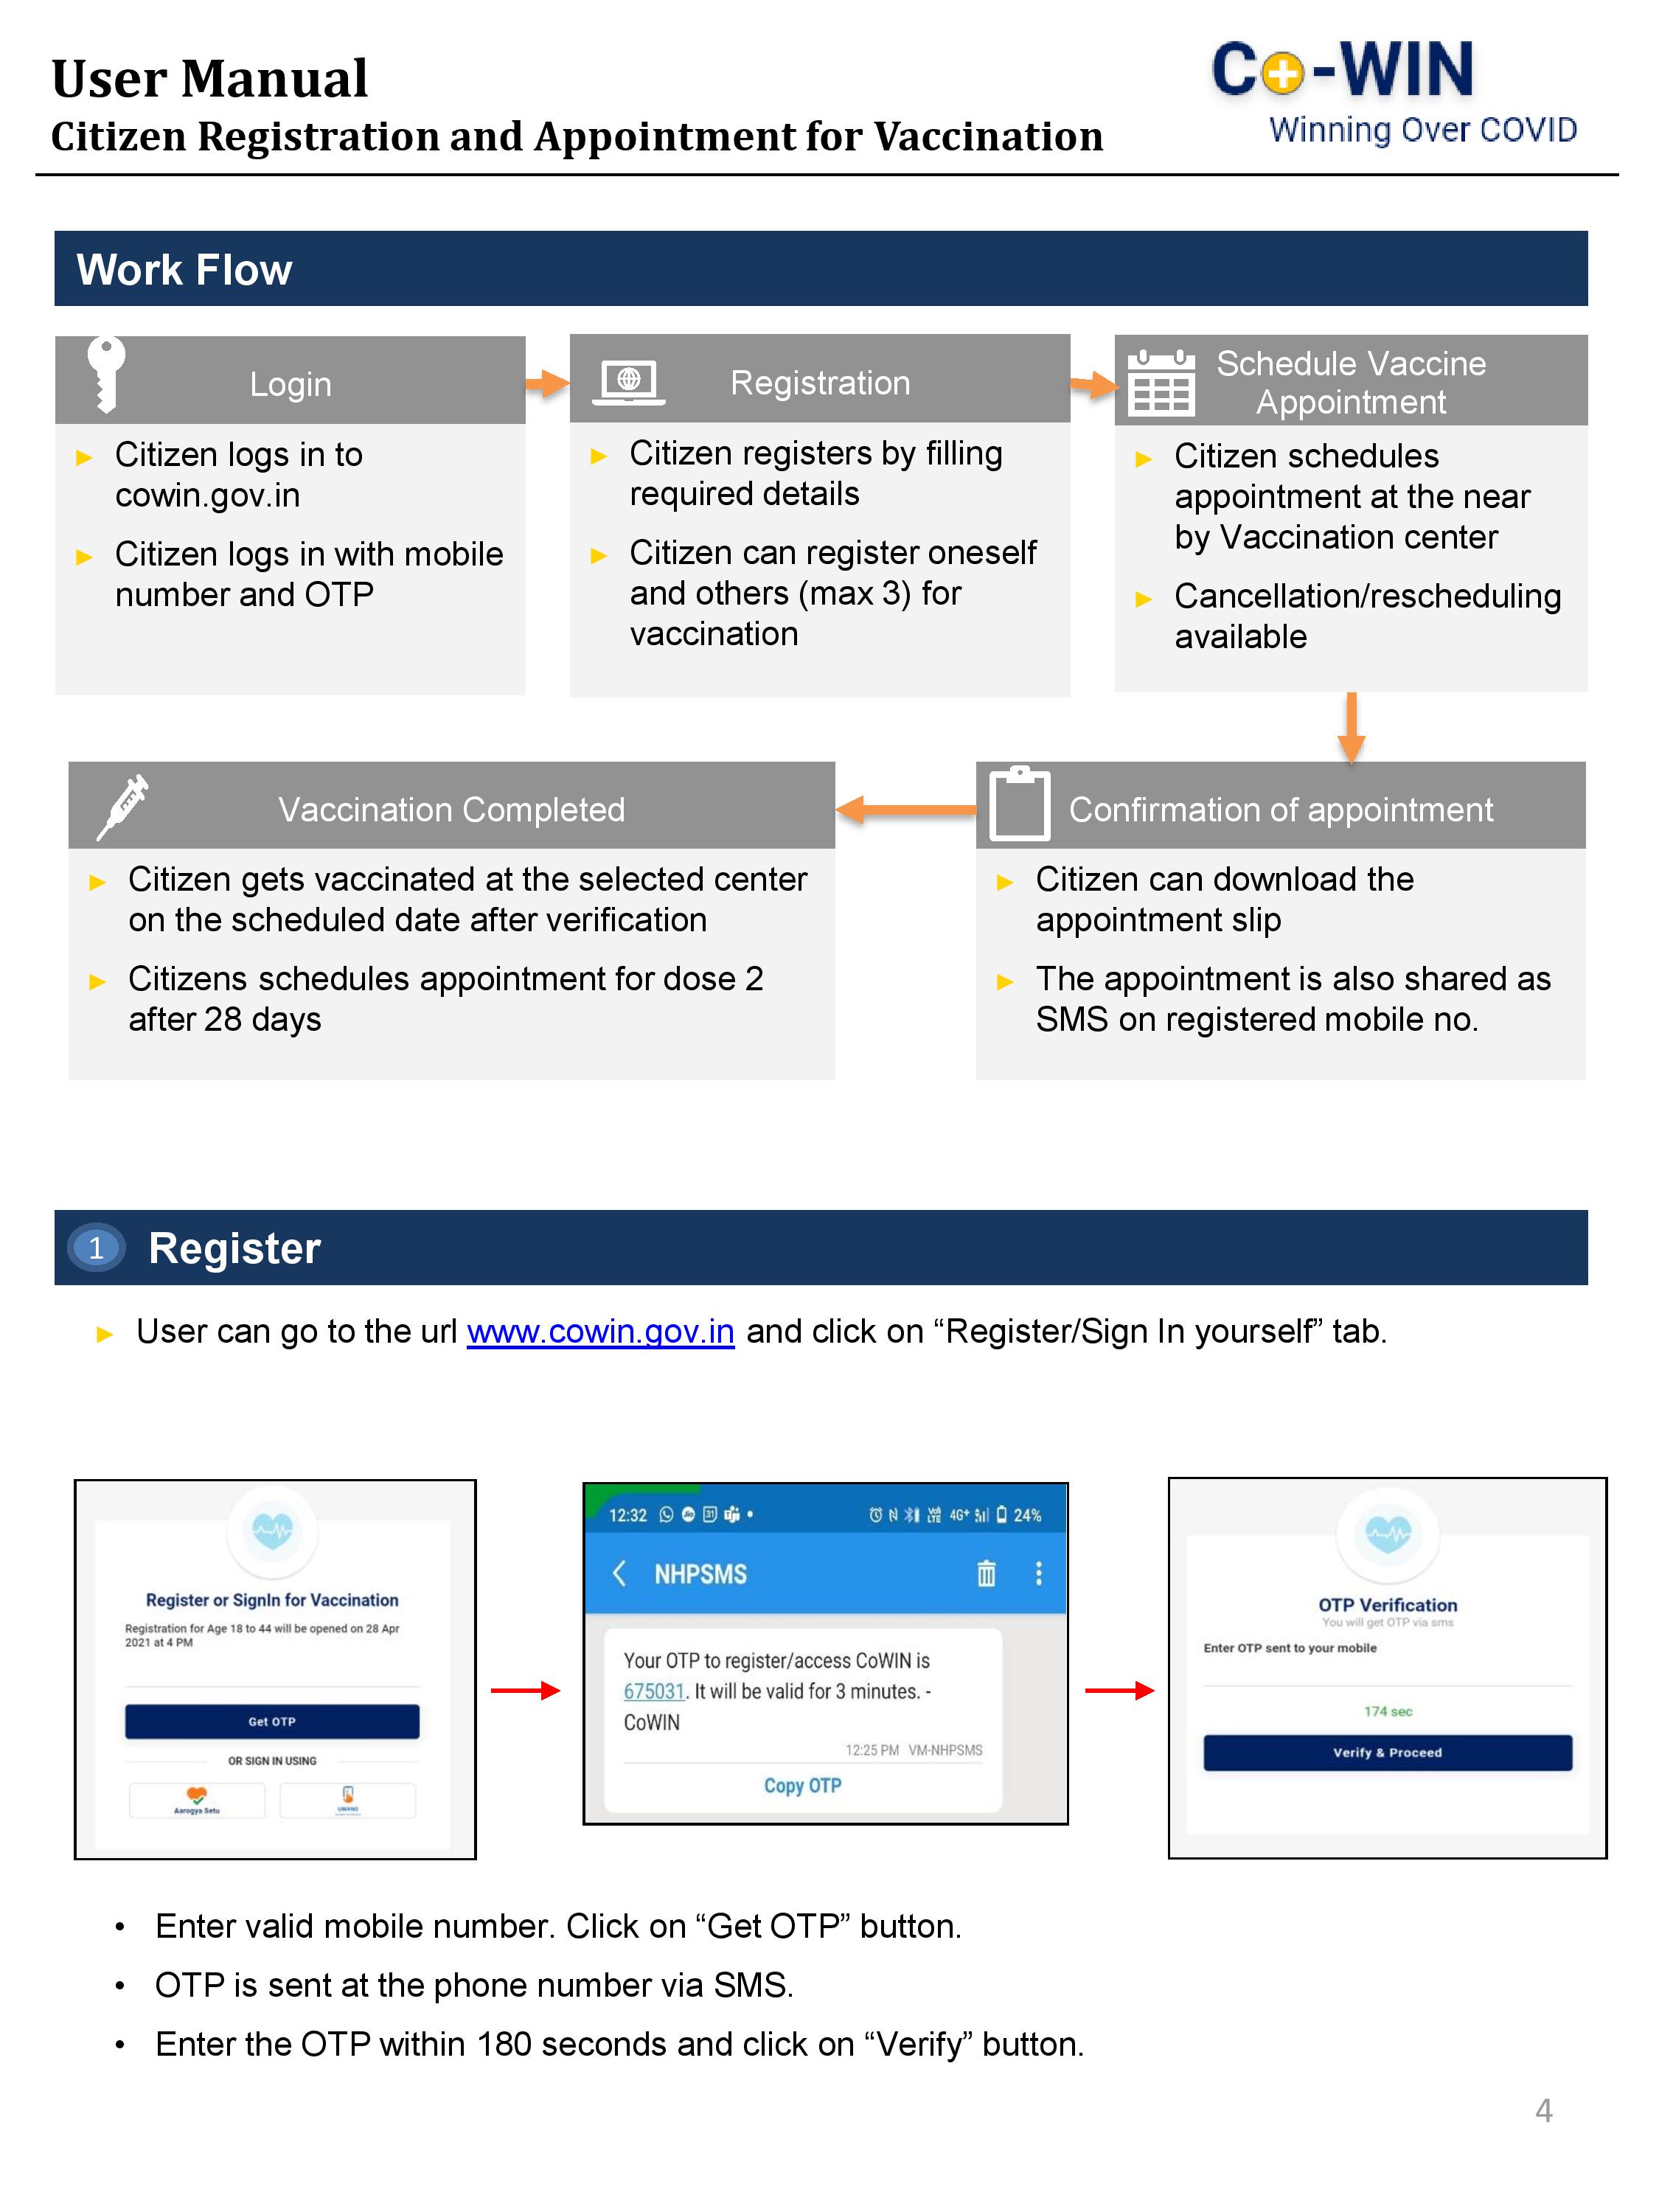 User Manual
Citizen Registration and Appointment for Vaccination
Co-WIN
Winning Over COVID
Work Flow
Login
► Citizen logs in to
cowin.gov.in
► Citizen logs in with mobile
number and OTP
Registration
► Citizen registers by filling
required details
► Citizen can register oneself
and others (max 3) for
vaccination
Schedule Vaccine
Appointment
► Citizen schedules
appointment at the near
by Vaccination center
► Cancellation/rescheduling
available
Vaccination Completed
► Citizen gets vaccinated at the selected center
on the scheduled date after verification
► Citizens schedules appointment for dose 2
after 28 days
Confirmation of appointment
► Citizen can download the
appointment slip
► The appointment is also shared as
SMS on registered mobile no.
1 Register
► User can go to the url www.cowin.gov.in and click on “Register/Sign In yourself” tab.
Register or SignIn for Vaccination
Registration for Age 18 to 44 will be opened on 28 Apr
2021 at 4 PM
Get OTP
OR SIGN IN USING
Aarogya Setu
UMANG
12:32 31 4G+ 24%
NHPSMS
Your OTP to register/access CoWIN is
675031. It will be valid for 3 minutes. -
CoWIN
12:25 PM VM-NHPSMS
Copy OTP
OTP Verification
You will get OTP via sms
Enter OTP sent to your mobile
174 sec
Verify & Proceed
• Enter valid mobile number. Click on “Get OTP” button.
• OTP is sent at the phone number via SMS.
• Enter the OTP within 180 seconds and click on “Verify” button.
4